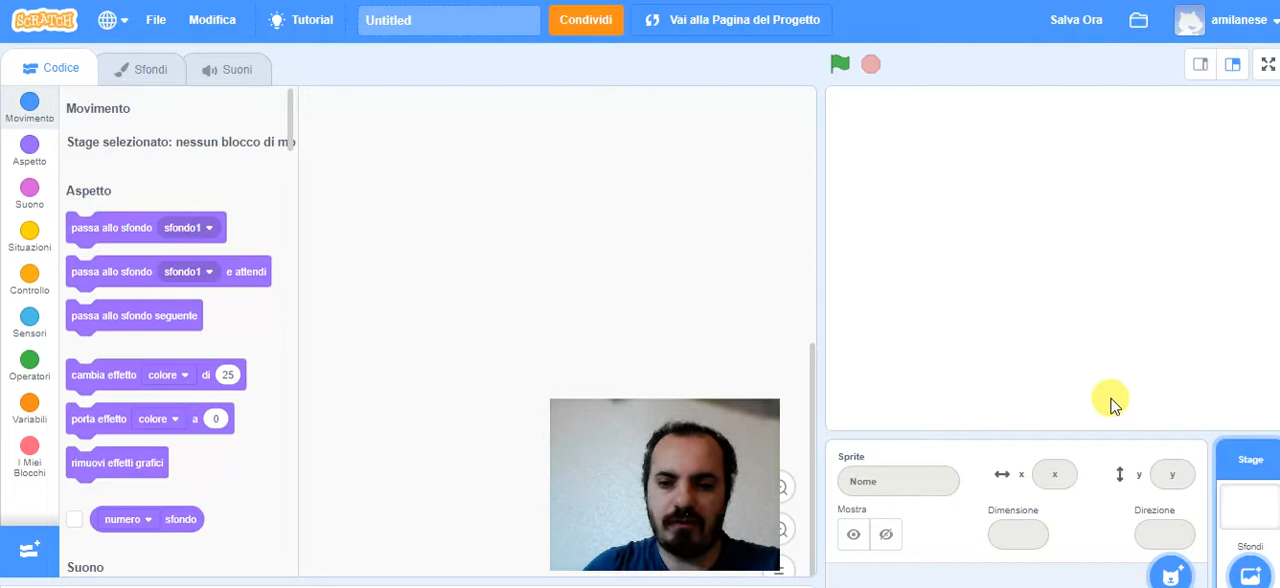 SCRATCH File Modifica Tutorial Untitled Condividi Vai alla Pagina del Progetto Salva Ora amilanese
Codice Sfondi Suoni
Movimento
Aspetto
Suono
Situazioni
Controllo
Sensori
Operatori
Variabili
I Miei
Blocchi
Movimento
Stage selezionato: nessun blocco di mo
Aspetto
passa allo sfondo sfondo1
passa allo sfondo sfondo1 e attendi
passa allo sfondo seguente
cambia effetto colore di 25
porta effetto colore a 0
rimuovi effetti grafici
numero sfondo
Suono
Sprite
Nome
x x
y y
Mostra
Dimensione
Direzione
Stage
Sfondi